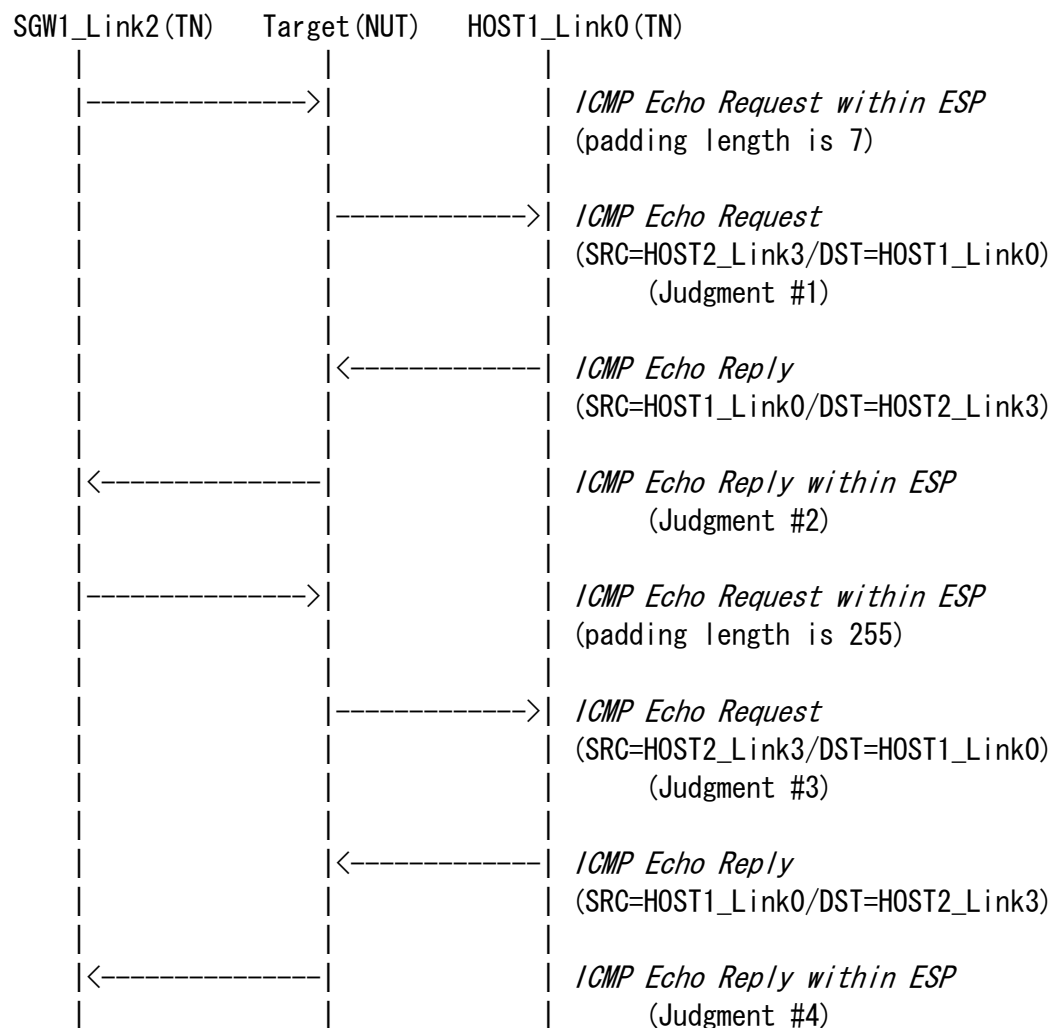 SGW1_Link2(TN) Target(NUT) HOST1_Link0(TN)
ICMP Echo Request within ESP
(padding length is 7)
ICMP Echo Request
(SRC=HOST2_Link3/DST=HOST1_Link0)
(Judgment #1)
ICMP Echo Reply
(SRC=HOST1_Link0/DST=HOST2_Link3)
ICMP Echo Reply within ESP
(Judgment #2)
ICMP Echo Request within ESP
(padding length is 255)
ICMP Echo Request
(SRC=HOST2_Link3/DST=HOST1_Link0)
(Judgment #3)
ICMP Echo Reply
(SRC=HOST1_Link0/DST=HOST2_Link3)
ICMP Echo Reply within ESP
(Judgment #4)